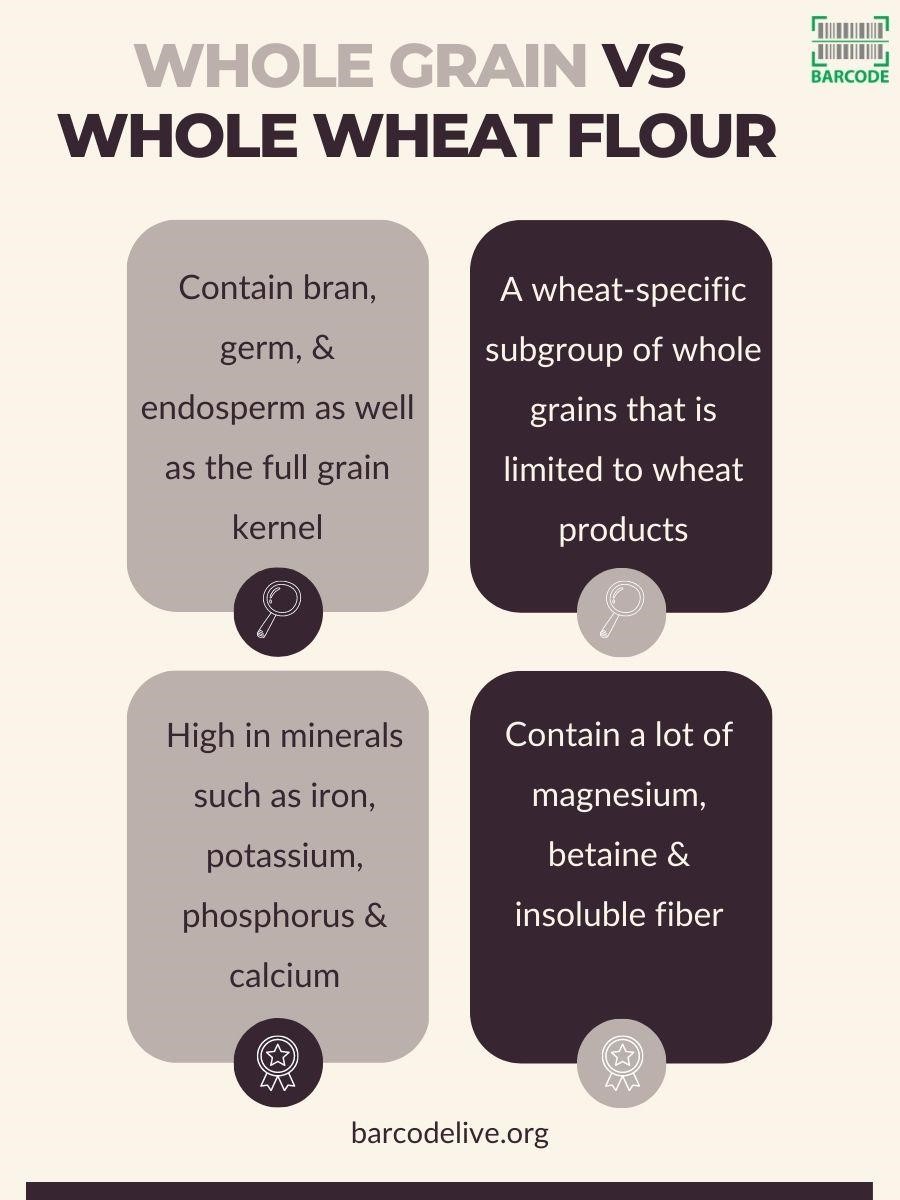 WHOLE GRAIN VS
WHOLE WHEAT FLOUR
BARCODE
Contain bran,
germ, &
endosperm as well
as the full grain
kernel
A wheat-specific
subgroup of whole
grains that is
limited to wheat
products
High in minerals
such as iron,
potassium,
phosphorus &
calcium
Contain a lot of
magnesium,
betaine &
insoluble fiber
barcodelive.org